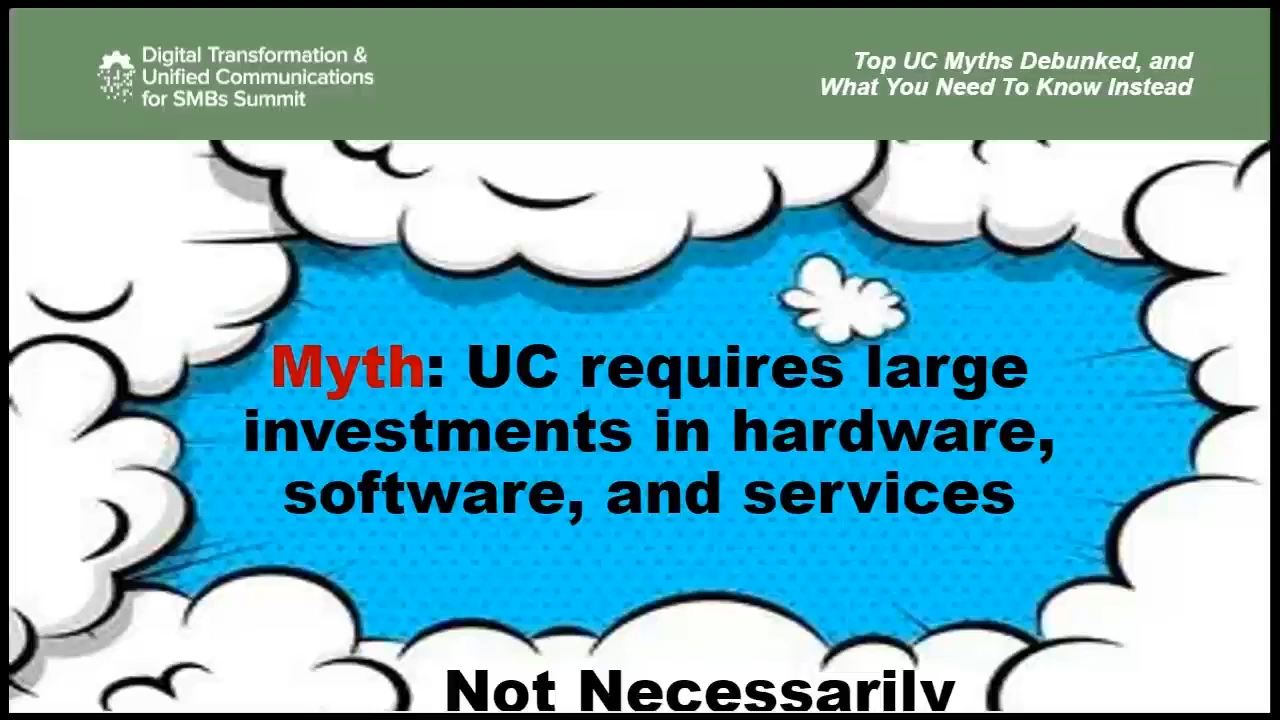 Digital Transformation &
Unified Communications
for SMBs Summit
Top UC Myths Debunked, and
What You Need To Know Instead
Myth: UC requires large
investments in hardware,
software, and services
Not Necessarily